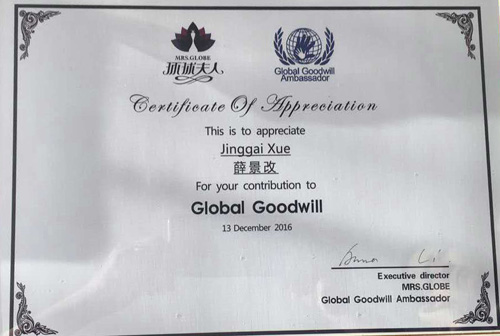 MRS.GLOBE
环球夫人
Global Goodwill
Ambassador
Certificate Of Appreciation
This is to appreciate
Jinggai Xue
薛景改
For your contribution to
Global Goodwill
13 December 2016
Executive director
MRS.GLOBE
Global Goodwill Ambassador